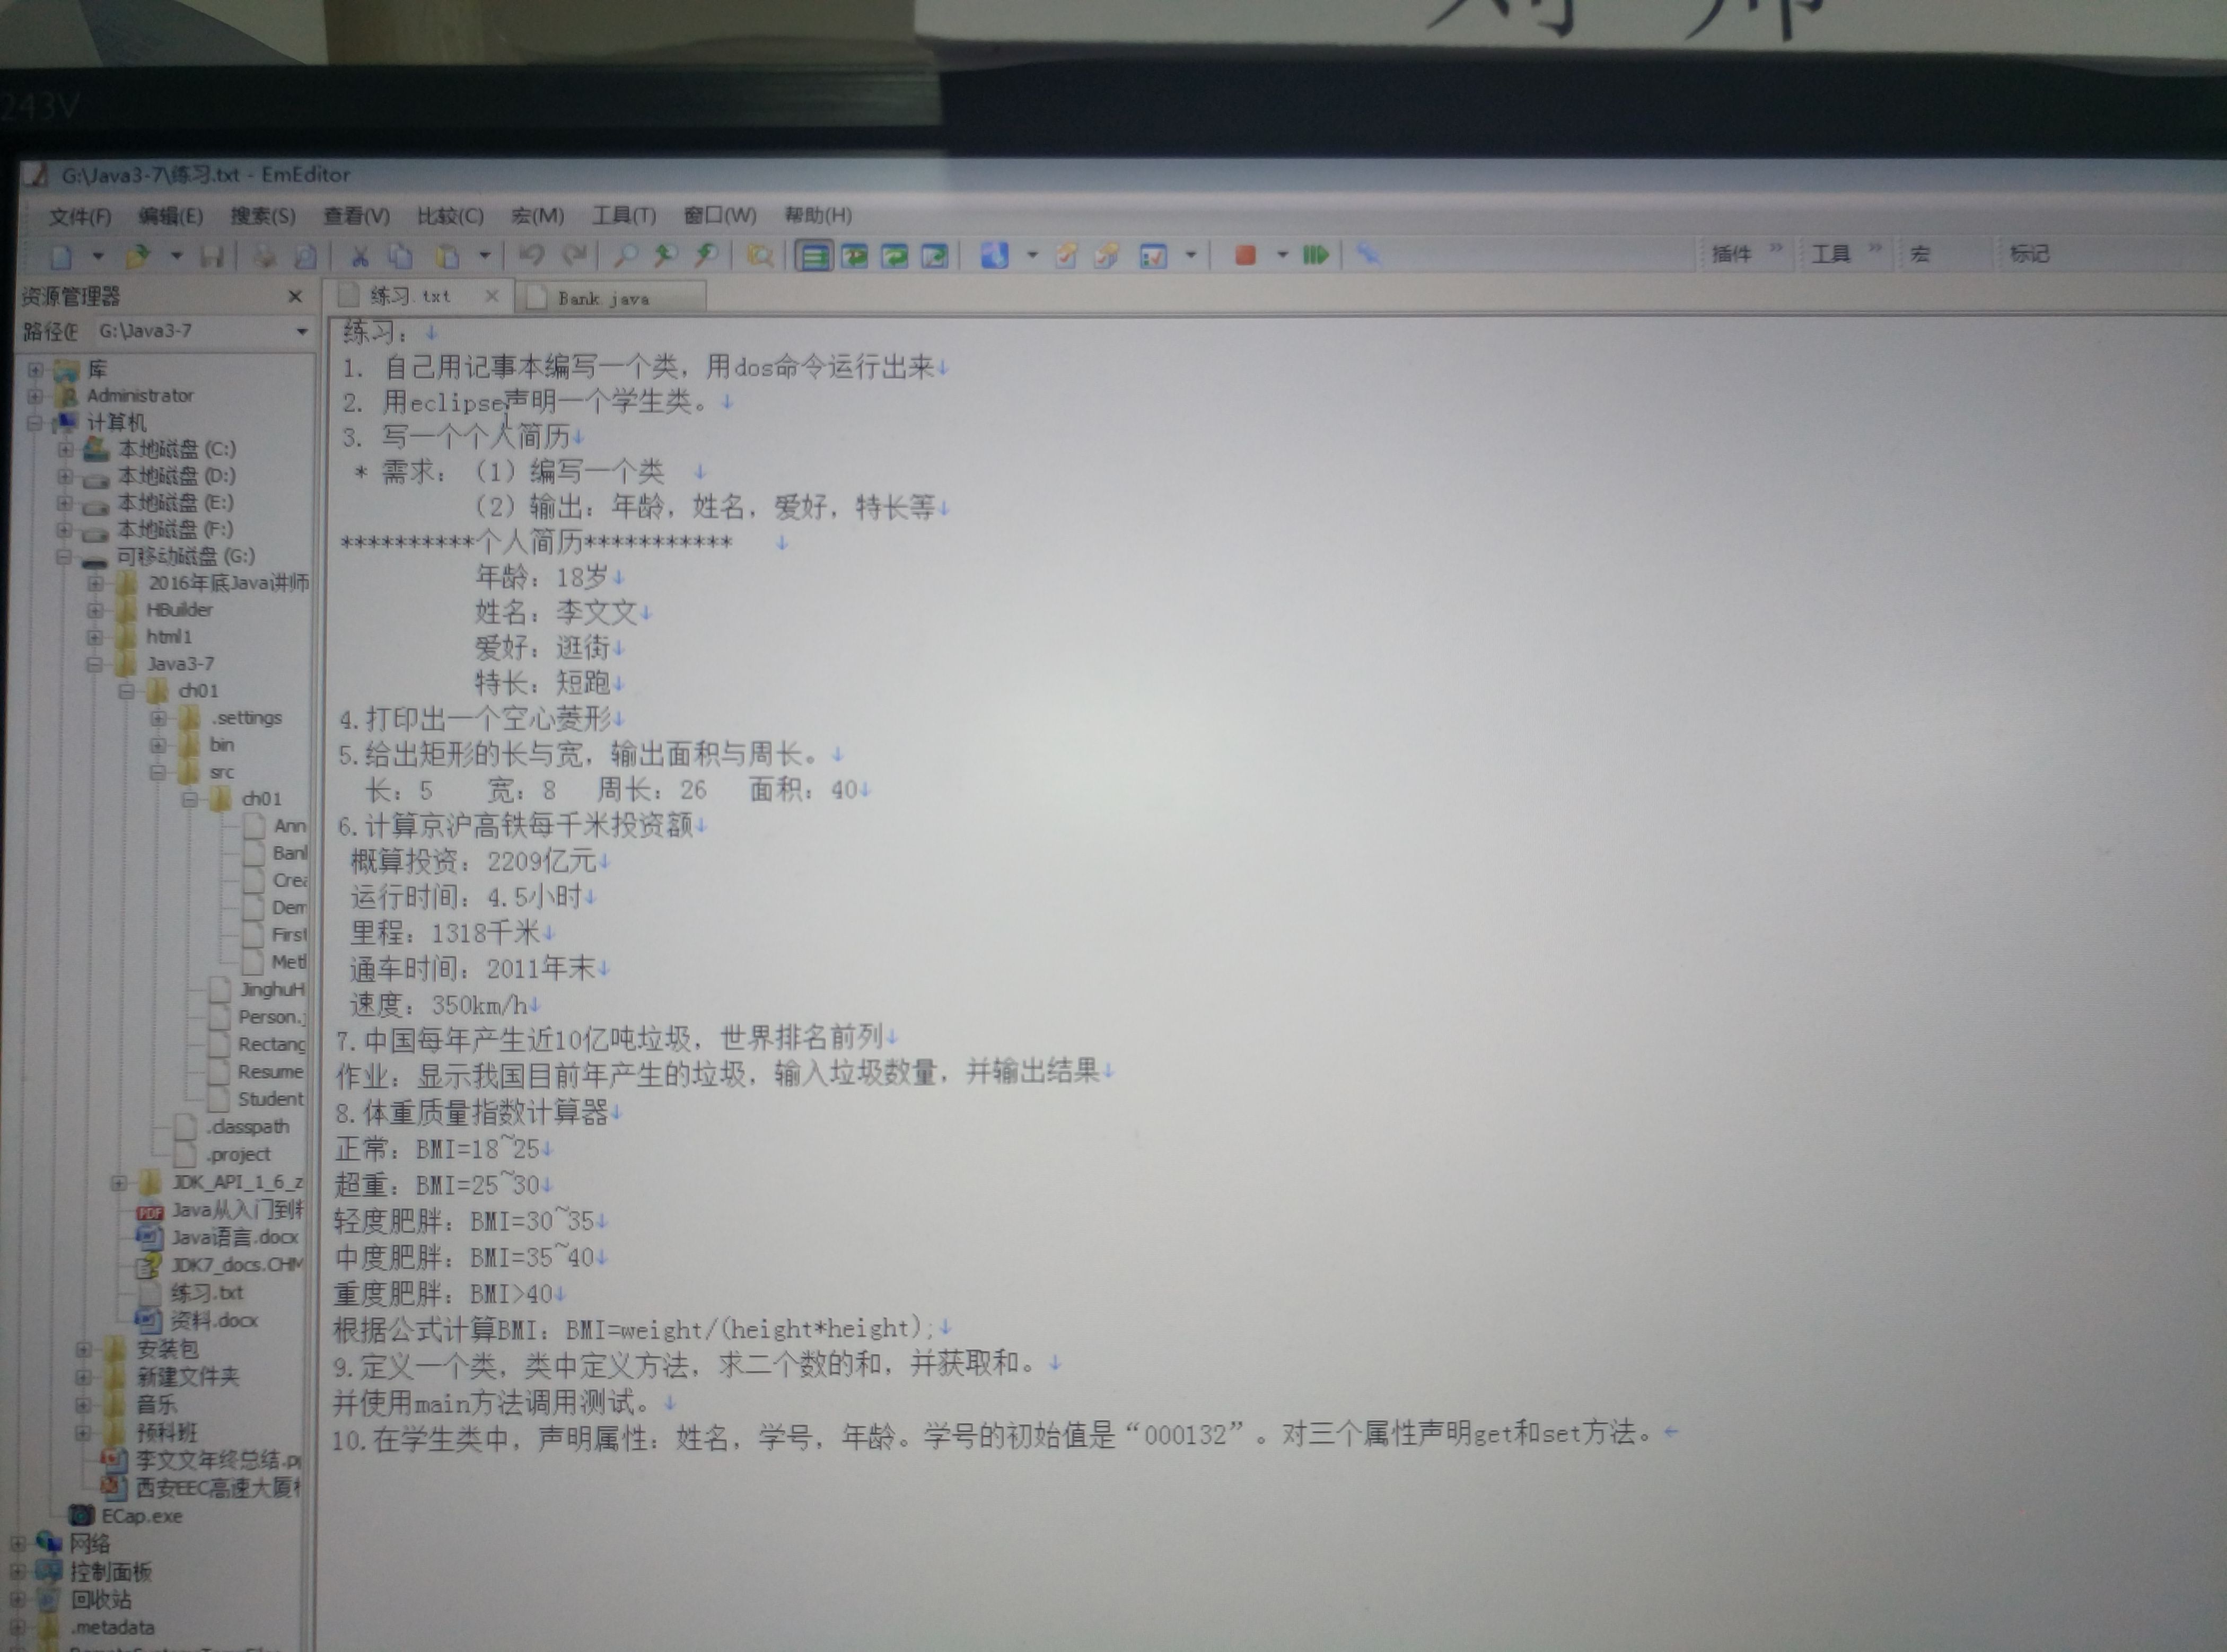 243V
G:\Java3-7\练习.txt - EmEditor
文件(F) 编辑(E) 搜索(S) 查看(V) 比较(C) 宏(M) 工具(T) 窗口(W) 帮助(H)
插件 工具 宏 标记
资源管理器
路径(E G:\Java3-7
库
Administrator
计算机
本地磁盘 (C:)
本地磁盘 (D:)
本地磁盘 (E:)
本地磁盘 (F:)
可移动磁盘 (G:)
2016年底Java讲师
HBuilder
html1
Java3-7
ch01
.settings
bin
src
ch01
Ann
Ban
Crea
Dem
First
Met
JinghuH
Person.j
Rectang
Resume
Student
.classpath
.project
JDK_API_1_6_z
Java从入门到
Java语言.docx
JDK7_docs.CHM
练习.txt
资料.docx
安装包
新建文件夹
音乐
预科班
李文文年终总结.p
西安EEC高速大厦
ECap.exe
网络
控制面板
回收站
.metadata
练习.txt Bank java
练习：
1. 自己用记事本编写一个类，用dos命令运行出来
2. 用eclipse声明一个学生类。
3. 写一个个人简历
* 需求：（1）编写一个类
（2）输出：年龄，姓名，爱好，特长等
**********个人简历***********
年龄：18岁
姓名：李文文
爱好：逛街
特长：短跑
4.打印出一个空心菱形
5.给出矩形的长与宽，输出面积与周长。
长：5 宽：8 周长：26 面积：40
6.计算京沪高铁每千米投资额
概算投资：2209亿元
运行时间：4.5小时
里程：1318千米
通车时间：2011年末
速度：350km/h
7.中国每年产生近10亿吨垃圾，世界排名前列
作业：显示我国目前年产生的垃圾，输入垃圾数量，并输出结果
8.体重质量指数计算器
正常：BMI=18~25
超重：BMI=25~30
轻度肥胖：BMI=30~35
中度肥胖：BMI=35~40
重度肥胖：BMI>40
根据公式计算BMI：BMI=weight/(height*height);
9.定义一个类，类中定义方法，求二个数的和，并获取和。
并使用main方法调用测试。
10.在学生类中，声明属性：姓名，学号，年龄。学号的初始值是“000132”。对三个属性声明get和set方法。